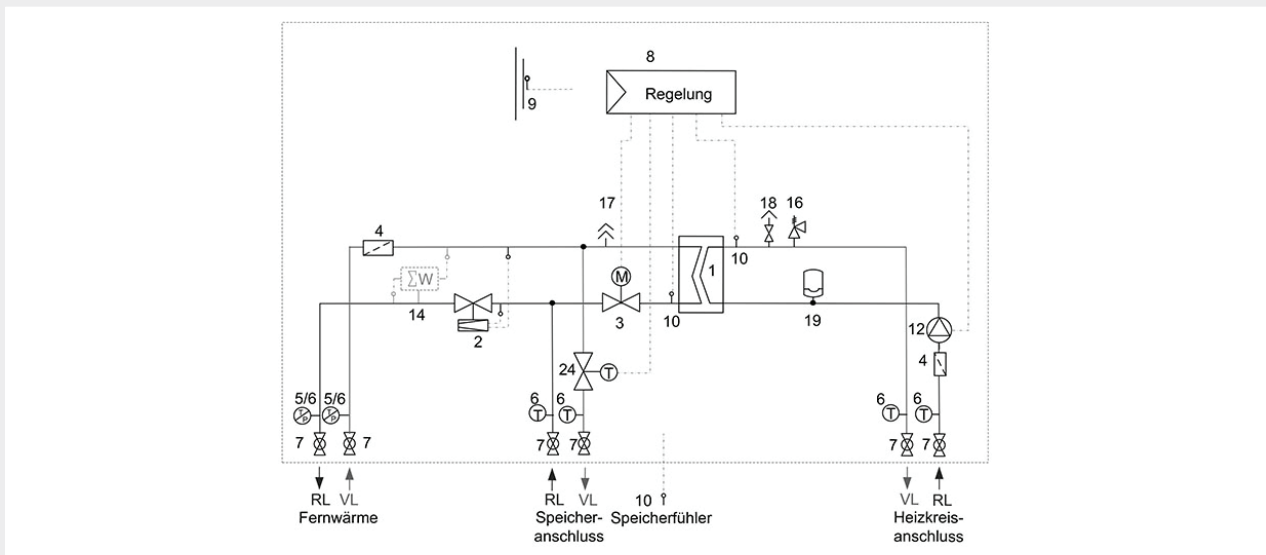 8
Regelung
9
17
18
16
4
10
1
ΣW
M
14
2
3
10
19
12
4
24
T
5/6
5/6
6
6
6
6
T
P
T
P
T
T
T
T
7
7
7
7
7
7
RL
VL
RL
VL
10
VL
RL
Fernwärme
Speicher-
anschluss
Speicherfühler
Heizkreis-
anschluss